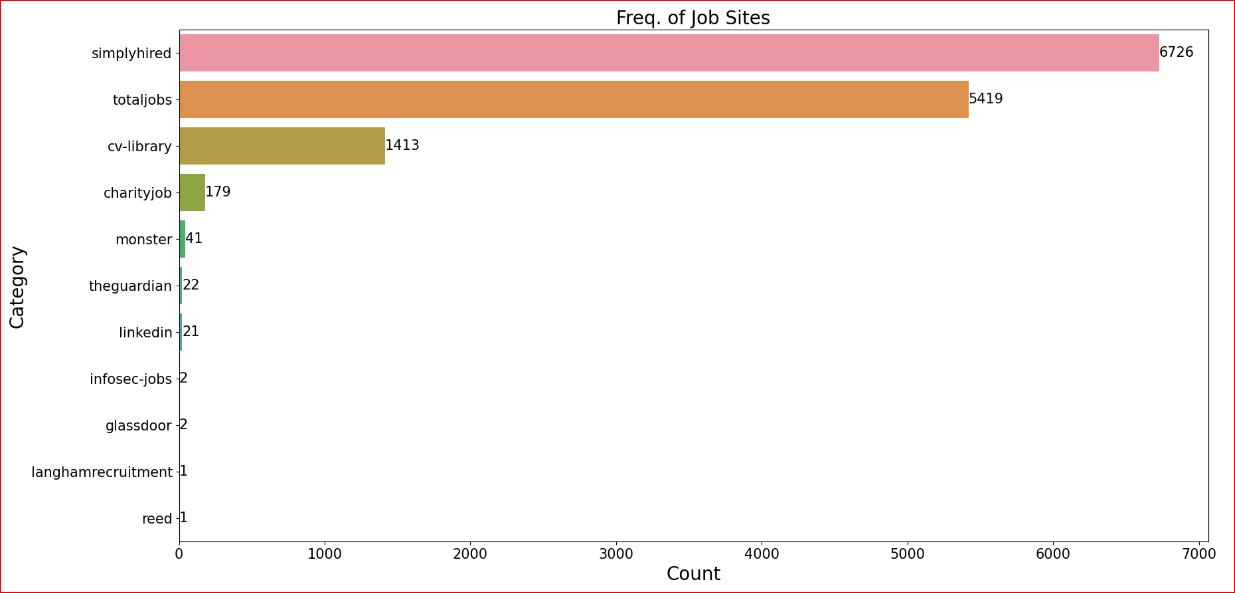 Freq. of Job Sites
Category
simplyhired 6726
totaljobs 5419
cv-library 1413
charityjob 179
monster 41
theguardian 22
linkedin 21
infosec-jobs 2
glassdoor 2
langhamrecruitment 1
reed 1
0 1000 2000 3000 4000 5000 6000 7000
Count